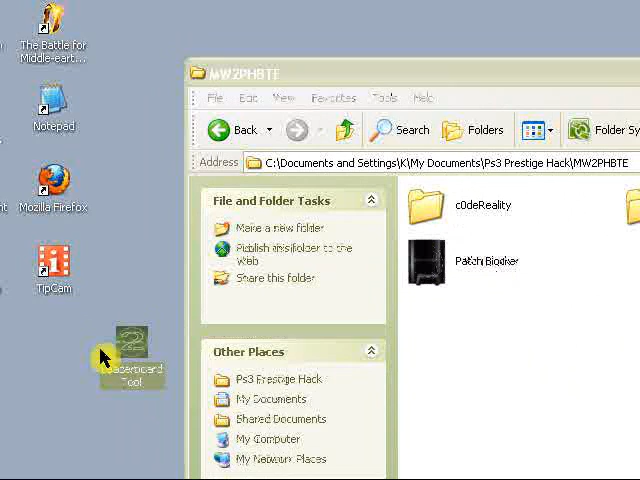 The Battle for
Middle-eart...
Notepad
Mozilla Firefox
TipCam
Leaderboard
Tool
MW2PHBTE
File Edit View Favorites Tools Help
Back Search Folders Folder Sy
Address C:\Documents and Settings\K\My Documents\Ps3 Prestige Hack\MW2PHBTE
File and Folder Tasks
Make a new folder
Publish this folder to the
Web
Share this folder
Other Places
Ps3 Prestige Hack
My Documents
Shared Documents
My Computer
My Network Places
c0deReality
Patch Blocker